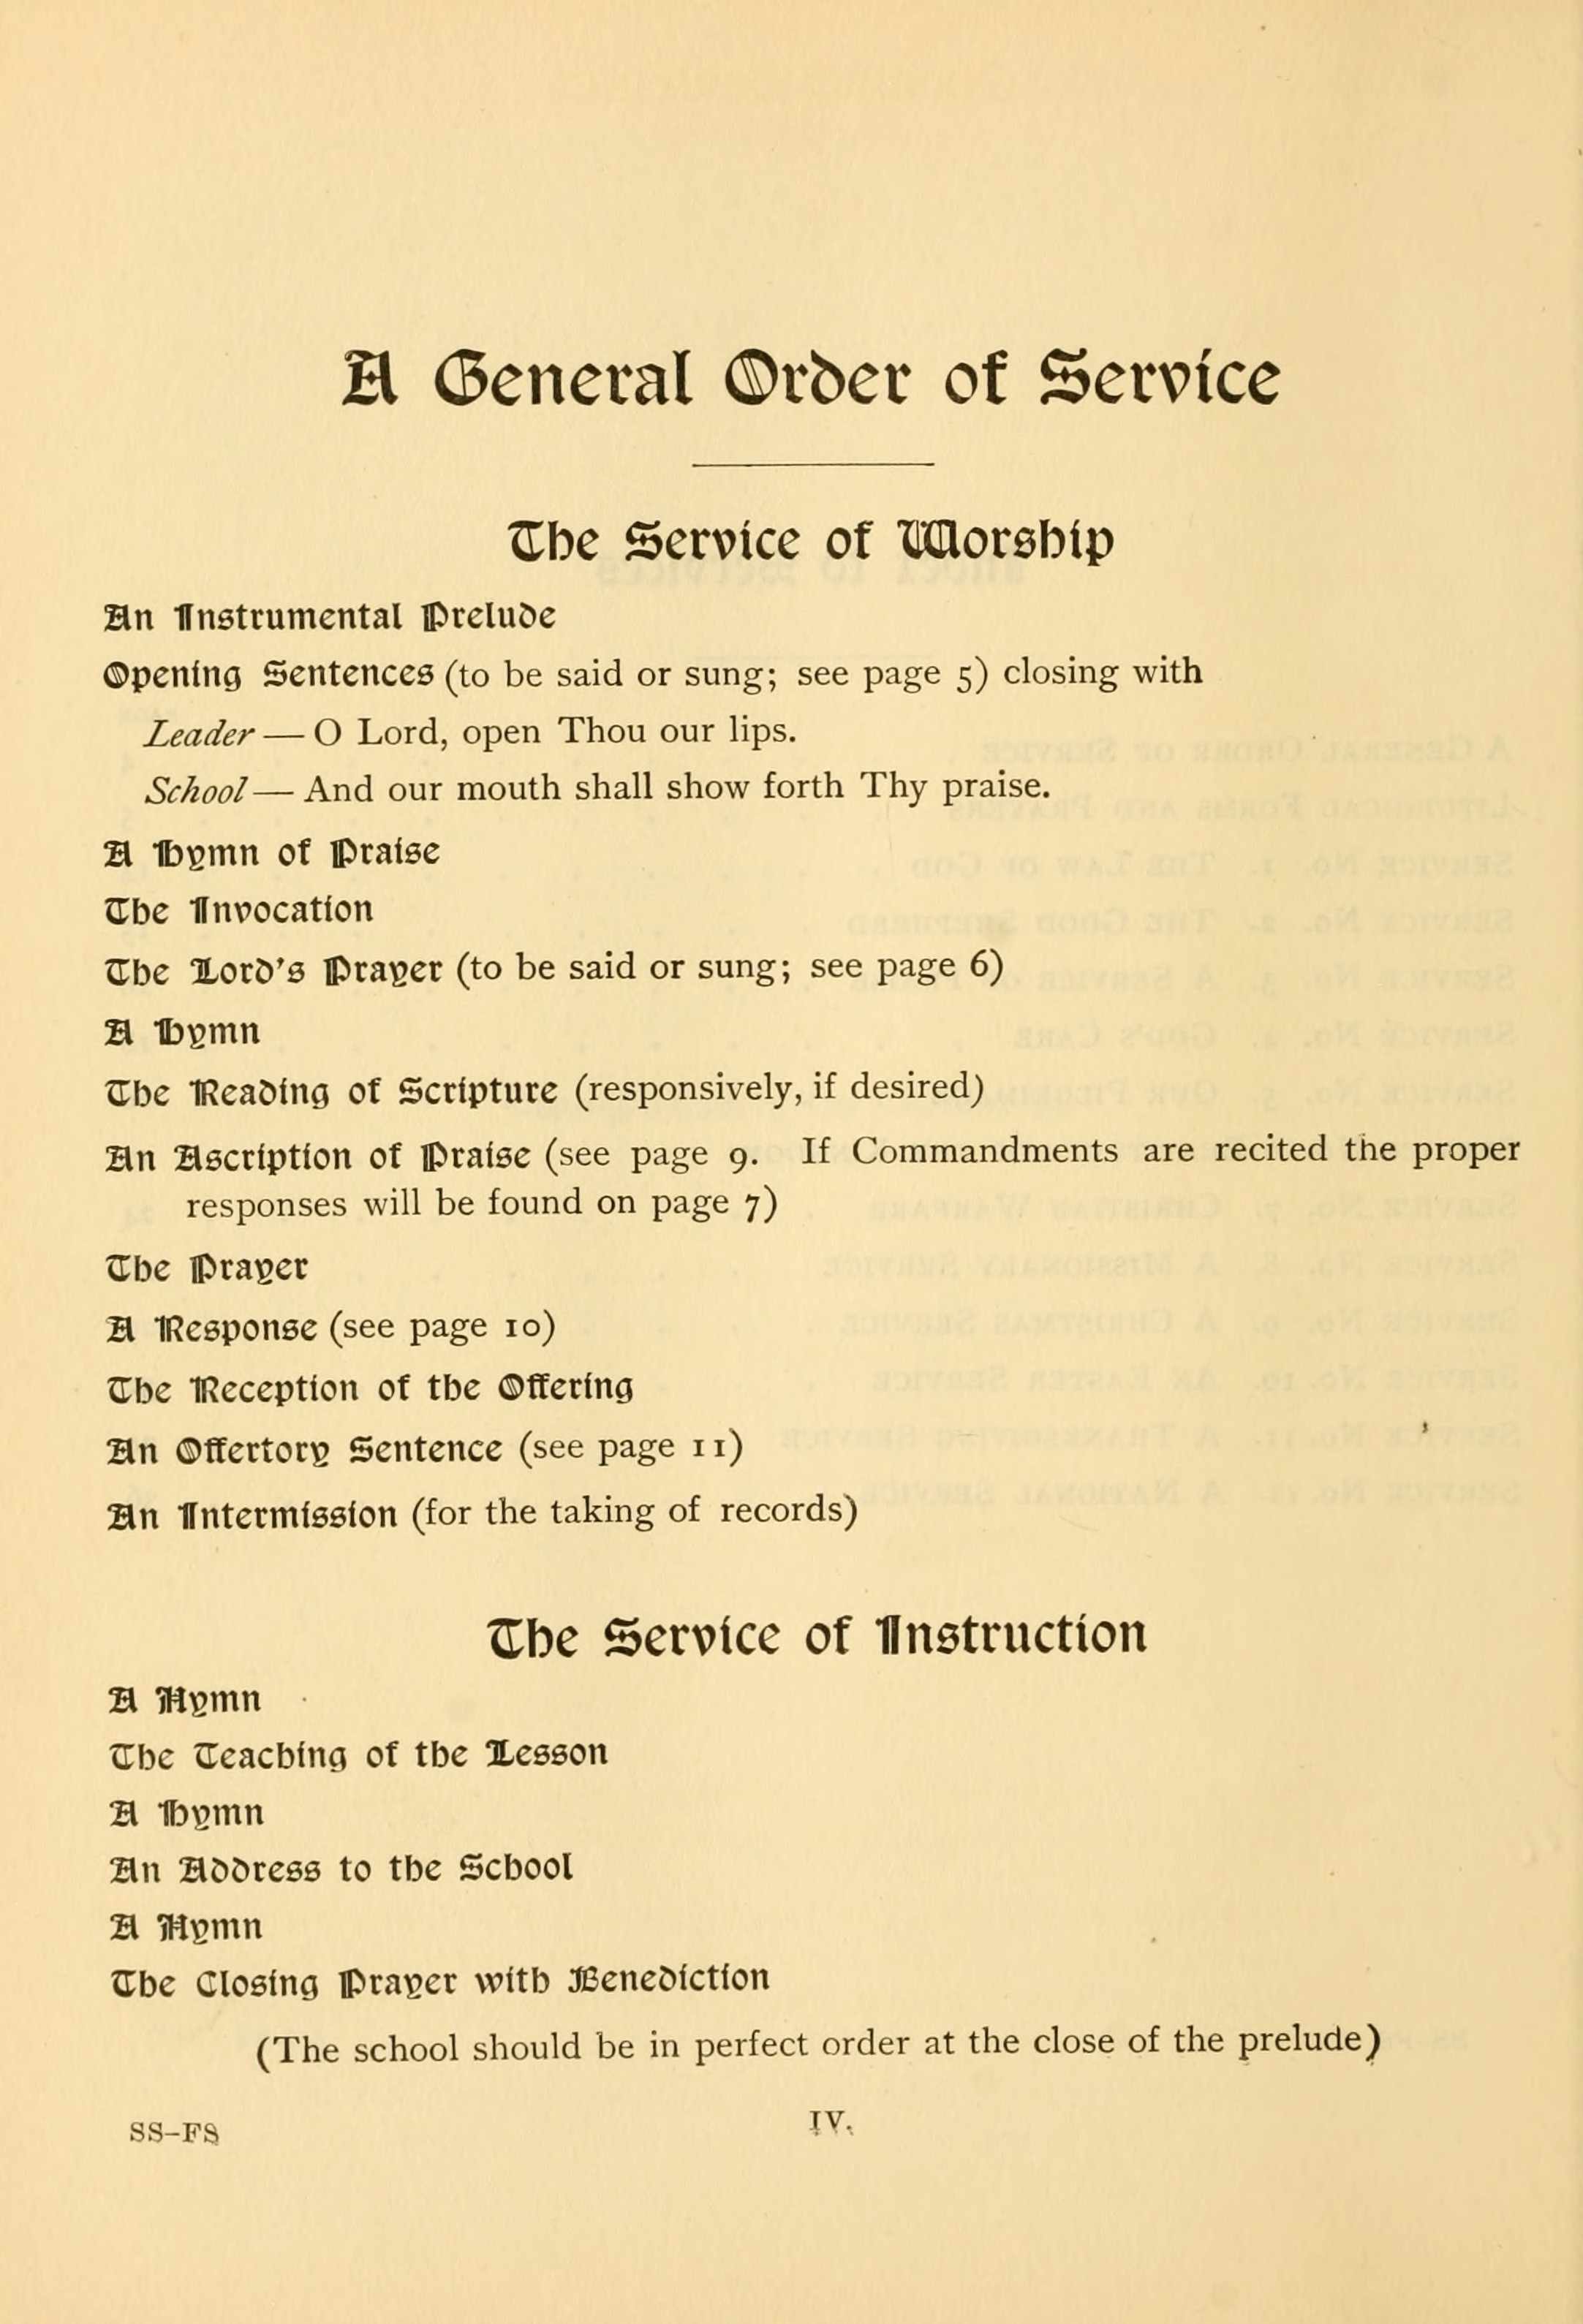 A General Order of Service
The Service of Worship
An Instrumental Prelude
Opening Sentences (to be said or sung; see page 5) closing with
Leader — O Lord, open Thou our lips.
School — And our mouth shall show forth Thy praise.
A Hymn of Praise
The Invocation
The Lord's Prayer (to be said or sung; see page 6)
A Hymn
The Reading of Scripture (responsively, if desired)
An Ascription of Praise (see page 9. If Commandments are recited the proper
responses will be found on page 7)
The Prayer
A Response (see page 10)
The Reception of the Offering
An Offertory Sentence (see page 11)
An Intermission (for the taking of records)
The Service of Instruction
A Hymn
The Teaching of the Lesson
A Hymn
An Address to the School
A Hymn
The Closing Prayer with Benediction
(The school should be in perfect order at the close of the prelude)
SS–FS IV.